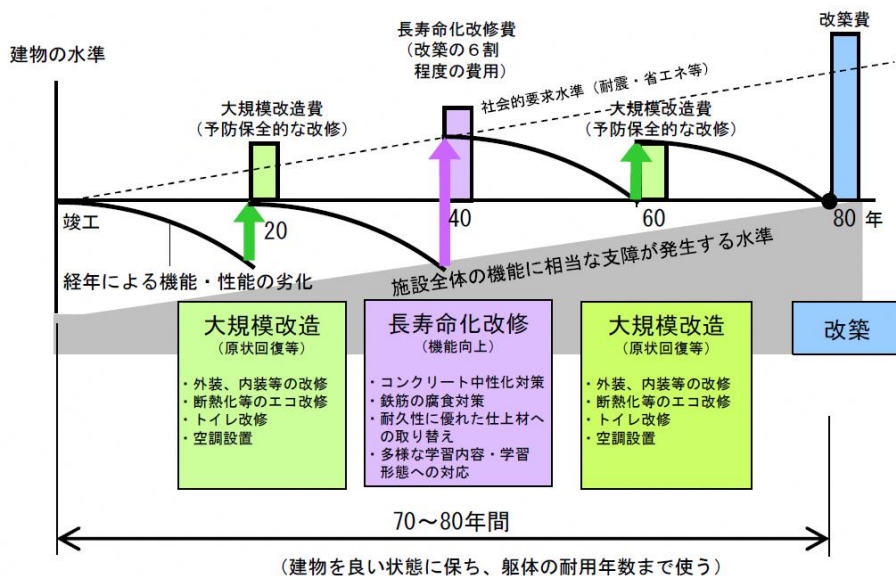 改築費
長寿命化改修費
（改築の６割
程度の費用）
建物の水準
社会的要求水準（耐震・省エネ等）
大規模改造費
（予防保全的な改修）
大規模改造費
（予防保全的な改修）
竣工
20
40
60
80 年
経年による機能・性能の劣化
施設全体の機能に相当な支障が発生する水準
大規模改造
（原状回復等）
・外装、内装等の改修
・断熱化等のエコ改修
・トイレ改修
・空調設置
長寿命化改修
（機能向上）
・コンクリート中性化対策
・鉄筋の腐食対策
・耐久性に優れた仕上材へ
の取り替え
・多様な学習内容・学習
形態への対応
大規模改造
（原状回復等）
・外装、内装等の改修
・断熱化等のエコ改修
・トイレ改修
・空調設置
改築
70～80年間
（建物を良い状態に保ち、躯体の耐用年数まで使う）